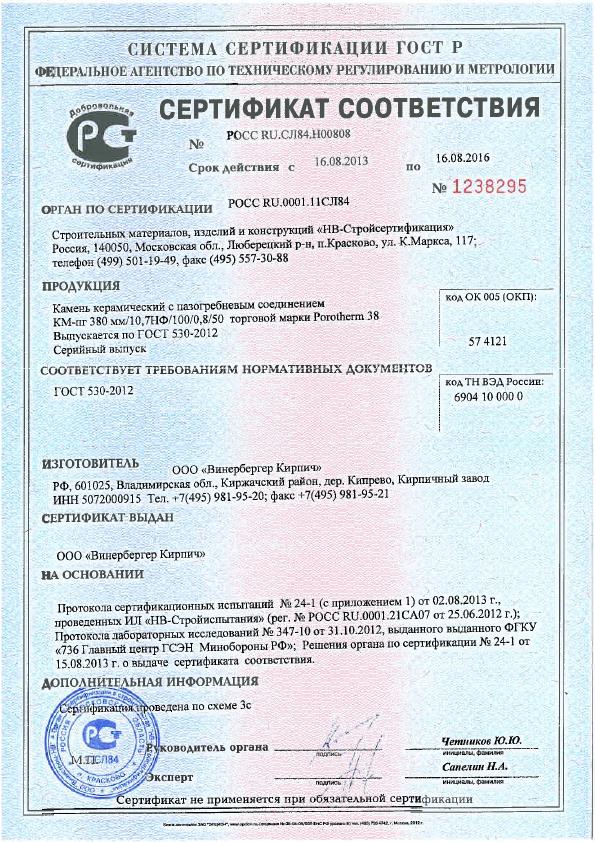 СИСТЕМА СЕРТИФИКАЦИИ ГОСТ Р
ФЕДЕРАЛЬНОЕ АГЕНТСТВО ПО ТЕХНИЧЕСКОМУ РЕГУЛИРОВАНИЮ И МЕТРОЛОГИИ
Добровольная
РСТ
сертификация
СЕРТИФИКАТ СООТВЕТСТВИЯ
№ РОСС RU.СЛ84.Н00808
Срок действия с 16.08.2013 по 16.08.2016
№ 1238295
ОРГАН ПО СЕРТИФИКАЦИИ РОСС RU.0001.11СЛ84
Строительных материалов, изделий и конструкций «НВ-Стройсертификация»
Россия, 140050, Московская обл., Люберецкий р-н, п.Красково, ул. К.Маркса, 117;
телефон (499) 501-19-49, факс (495) 557-30-88
ПРОДУКЦИЯ
Камень керамический с пазогребневым соединением
КМ-пг 380 мм/10,7НФ/100/0,8/50 торговой марки Porotherm 38
Выпускается по ГОСТ 530-2012
Серийный выпуск
код ОК 005 (ОКП):
57 4121
СООТВЕТСТВУЕТ ТРЕБОВАНИЯМ НОРМАТИВНЫХ ДОКУМЕНТОВ
ГОСТ 530-2012
код ТН ВЭД России:
6904 10 000 0
ИЗГОТОВИТЕЛЬ ООО «Винербергер Кирпич»
РФ, 601025, Владимирская обл., Киржачский район, дер. Кипрево, Кирпичный завод
ИНН 5072000915 Тел. +7(495) 981-95-20; факс +7(495) 981-95-21
СЕРТИФИКАТ ВЫДАН
ООО «Винербергер Кирпич»
НА ОСНОВАНИИ
Протокола сертификационных испытаний № 24-1 (с приложением 1) от 02.08.2013 г.,
проведенных ИЛ «НВ-Стройиспытания» (рег. № РОСС RU.0001.21СА07 от 25.06.2012 г.);
Протокола лабораторных исследований № 347-10 от 31.10.2012, выданного выданного ФГКУ
«736 Главный центр ГСЭН Минобороны РФ»; Решения органа по сертификации № 24-1 от
15.08.2013 г. о выдаче сертификата соответствия.
ДОПОЛНИТЕЛЬНАЯ ИНФОРМАЦИЯ
Сертификация проведена по схеме 3с
М.П.
СЛ84
КРАСКОВО
Руководитель органа
подпись
Четников Ю.Ю.
инициалы, фамилия
Эксперт
подпись
Сапелин Н.А.
инициалы, фамилия
Сертификат не применяется при обязательной сертификации